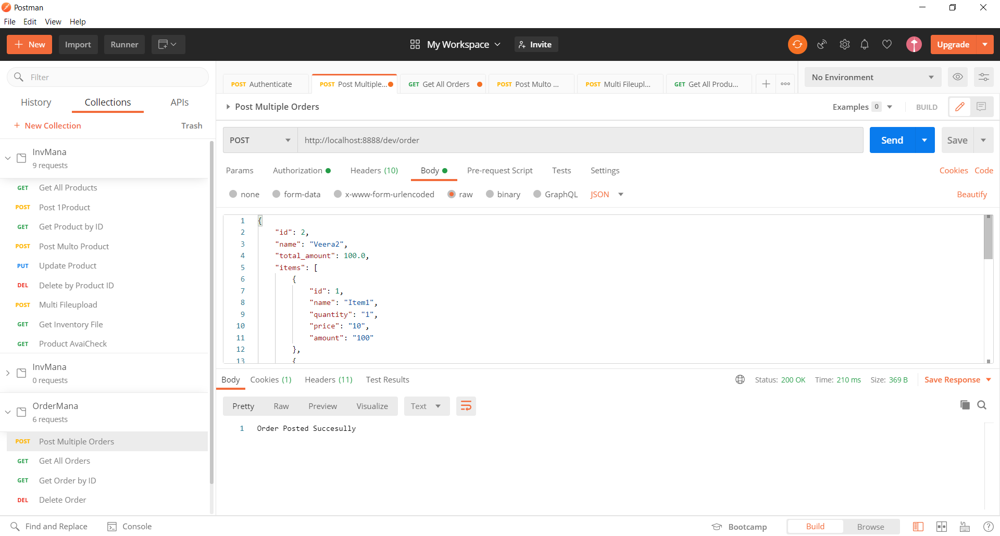 Postman
File Edit View Help
New Import Runner My Workspace Invite Upgrade
Filter
History Collections APIs
+ New Collection Trash
InvMana
9 requests
GET Get All Products
POST Post 1Product
GET Get Product by ID
POST Post Multo Product
PUT Update Product
DEL Delete by Product ID
POST Multi Fileupload
GET Get Inventory File
GET Product AvaiCheck
InvMana
0 requests
OrderMana
6 requests
POST Post Multiple Orders
GET Get All Orders
GET Get Order by ID
DEL Delete Order
POST Authenticate POST Post Multiple... GET Get All Orders POST Post Multo ... POST Multi Fileupl... GET Get All Produ... No Environment
Post Multiple Orders Examples 0 BUILD
POST http://localhost:8888/dev/order Send Save
Params Authorization Headers (10) Body Pre-request Script Tests Settings Cookies Code
none form-data x-www-form-urlencoded raw binary GraphQL JSON Beautify
1 {
2 "id": 2,
3 "name": "Veera2",
4 "total_amount": 100.0,
5 "items": [
6 {
7 "id": 1,
8 "name": "Item1",
9 "quantity": "1",
10 "price": "10",
11 "amount": "100"
12 },
13 {
Body Cookies (1) Headers (11) Test Results Status: 200 OK Time: 210 ms Size: 369 B Save Response
Pretty Raw Preview Visualize Text
1 Order Posted Succesully
Find and Replace Console Bootcamp Build Browse